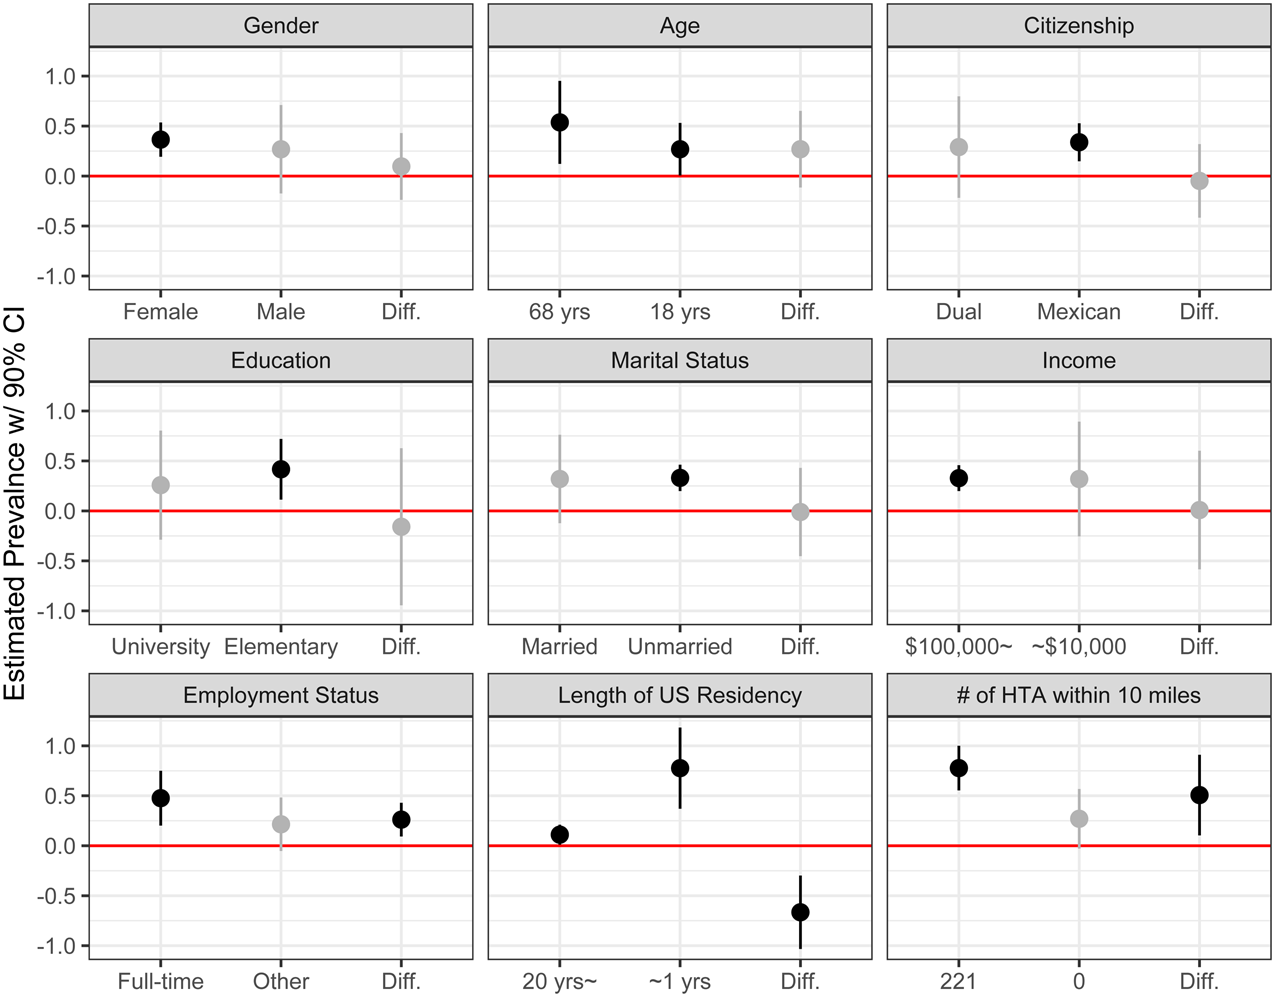 Gender Age Citizenship
1.0
0.5
0.0
-0.5
-1.0
Female Male Diff. 68 yrs 18 yrs Diff. Dual Mexican Diff.
Estimated Prevalnce w/ 90% CI
Education Marital Status Income
1.0
0.5
0.0
-0.5
-1.0
University Elementary Diff. Married Unmarried Diff. $100,000~ ~$10,000 Diff.
Employment Status Length of US Residency # of HTA within 10 miles
1.0
0.5
0.0
-0.5
-1.0
Full-time Other Diff. 20 yrs~ ~1 yrs Diff. 221 0 Diff.